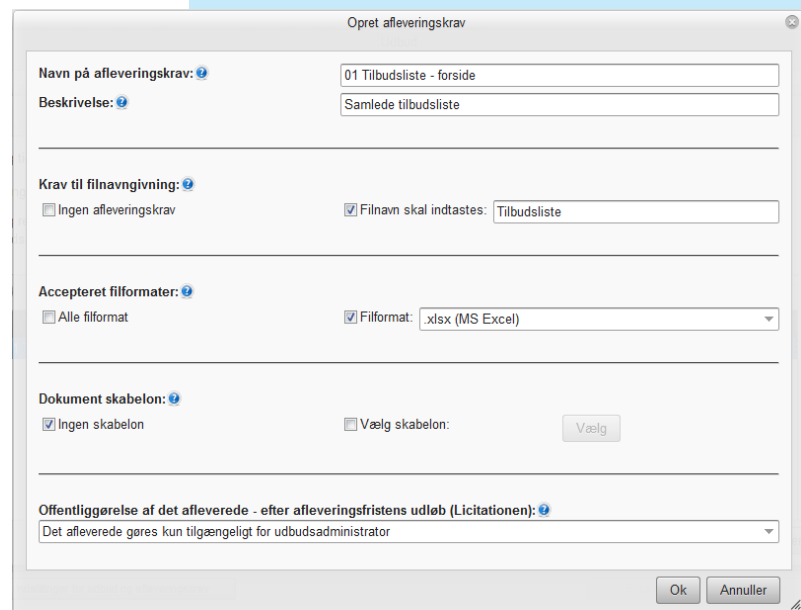 Opret afleveringskrav
Navn på afleveringskrav: 01 Tilbudsliste - forside
Beskrivelse: Samlede tilbudsliste
Krav til filnavngivning:
Ingen afleveringskrav Filnavn skal indtastes: Tilbudsliste
Accepteret filformater:
Alle filformat Filformat: .xlsx (MS Excel)
Dokument skabelon:
Ingen skabelon Vælg skabelon: Vælg
Offentliggørelse af det afleverede - efter afleveringsfristens udløb (Licitationen):
Det afleverede gøres kun tilgængeligt for udbudsadministrator
Ok Annuller